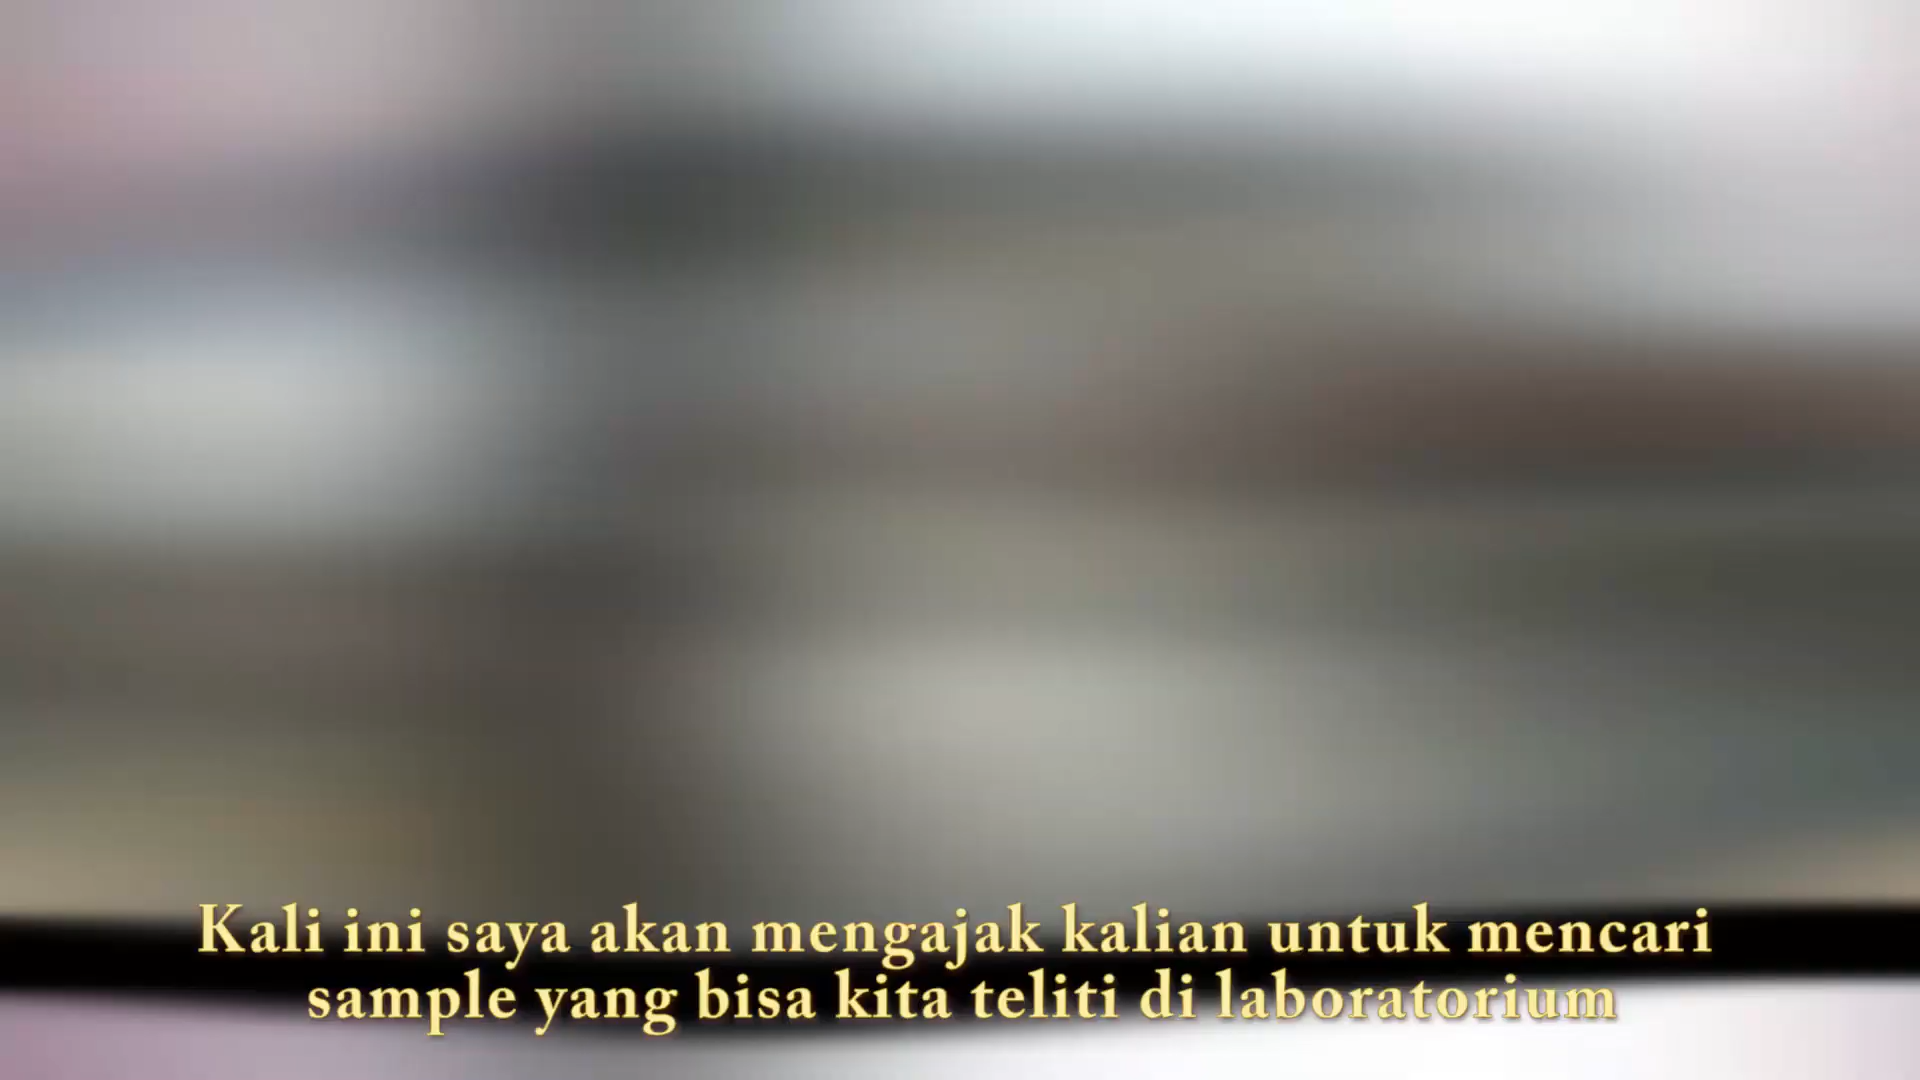 Kali ini saya akan mengajak kalian untuk mencari
sample yang bisa kita teliti di laboratorium